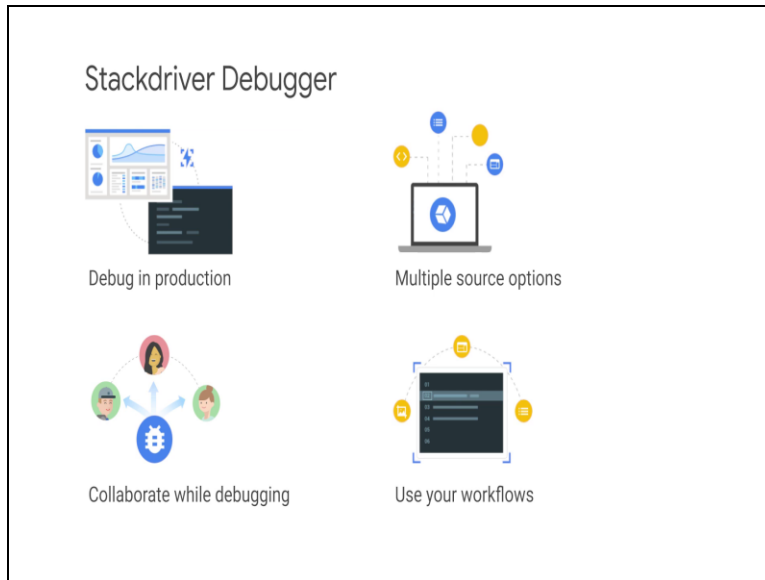 Stackdriver Debugger
Debug in production
Multiple source options
Collaborate while debugging
Use your workflows